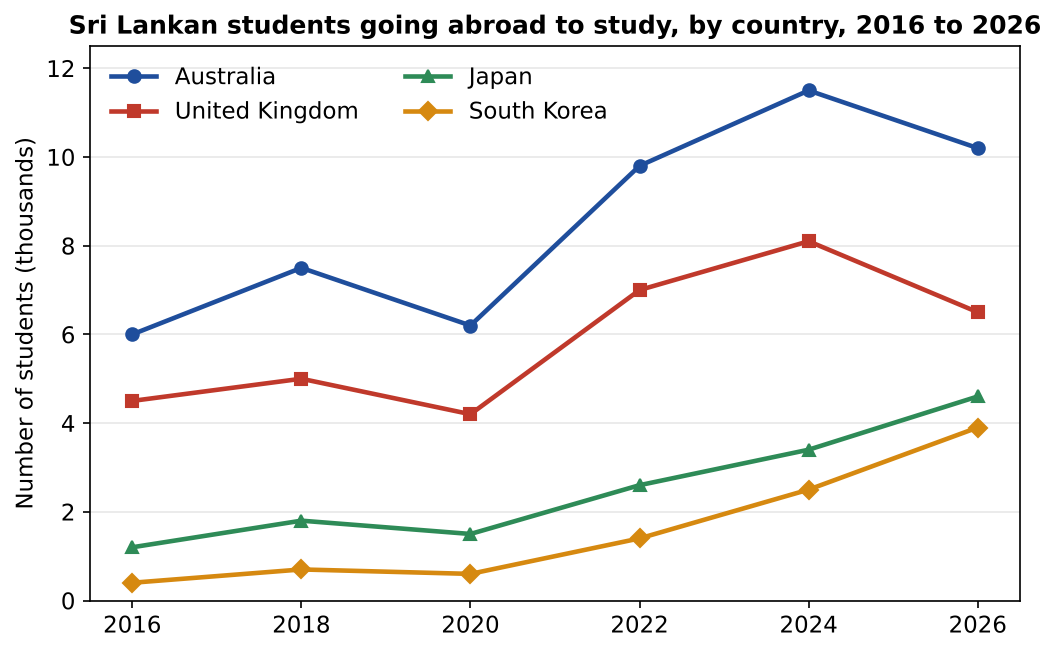 Sri Lankan students going abroad to study, by country, 2016 to 2026
Number of students (thousands)
12
10
8
6
4
2
0
Australia
United Kingdom
Japan
South Korea
2016 2018 2020 2022 2024 2026